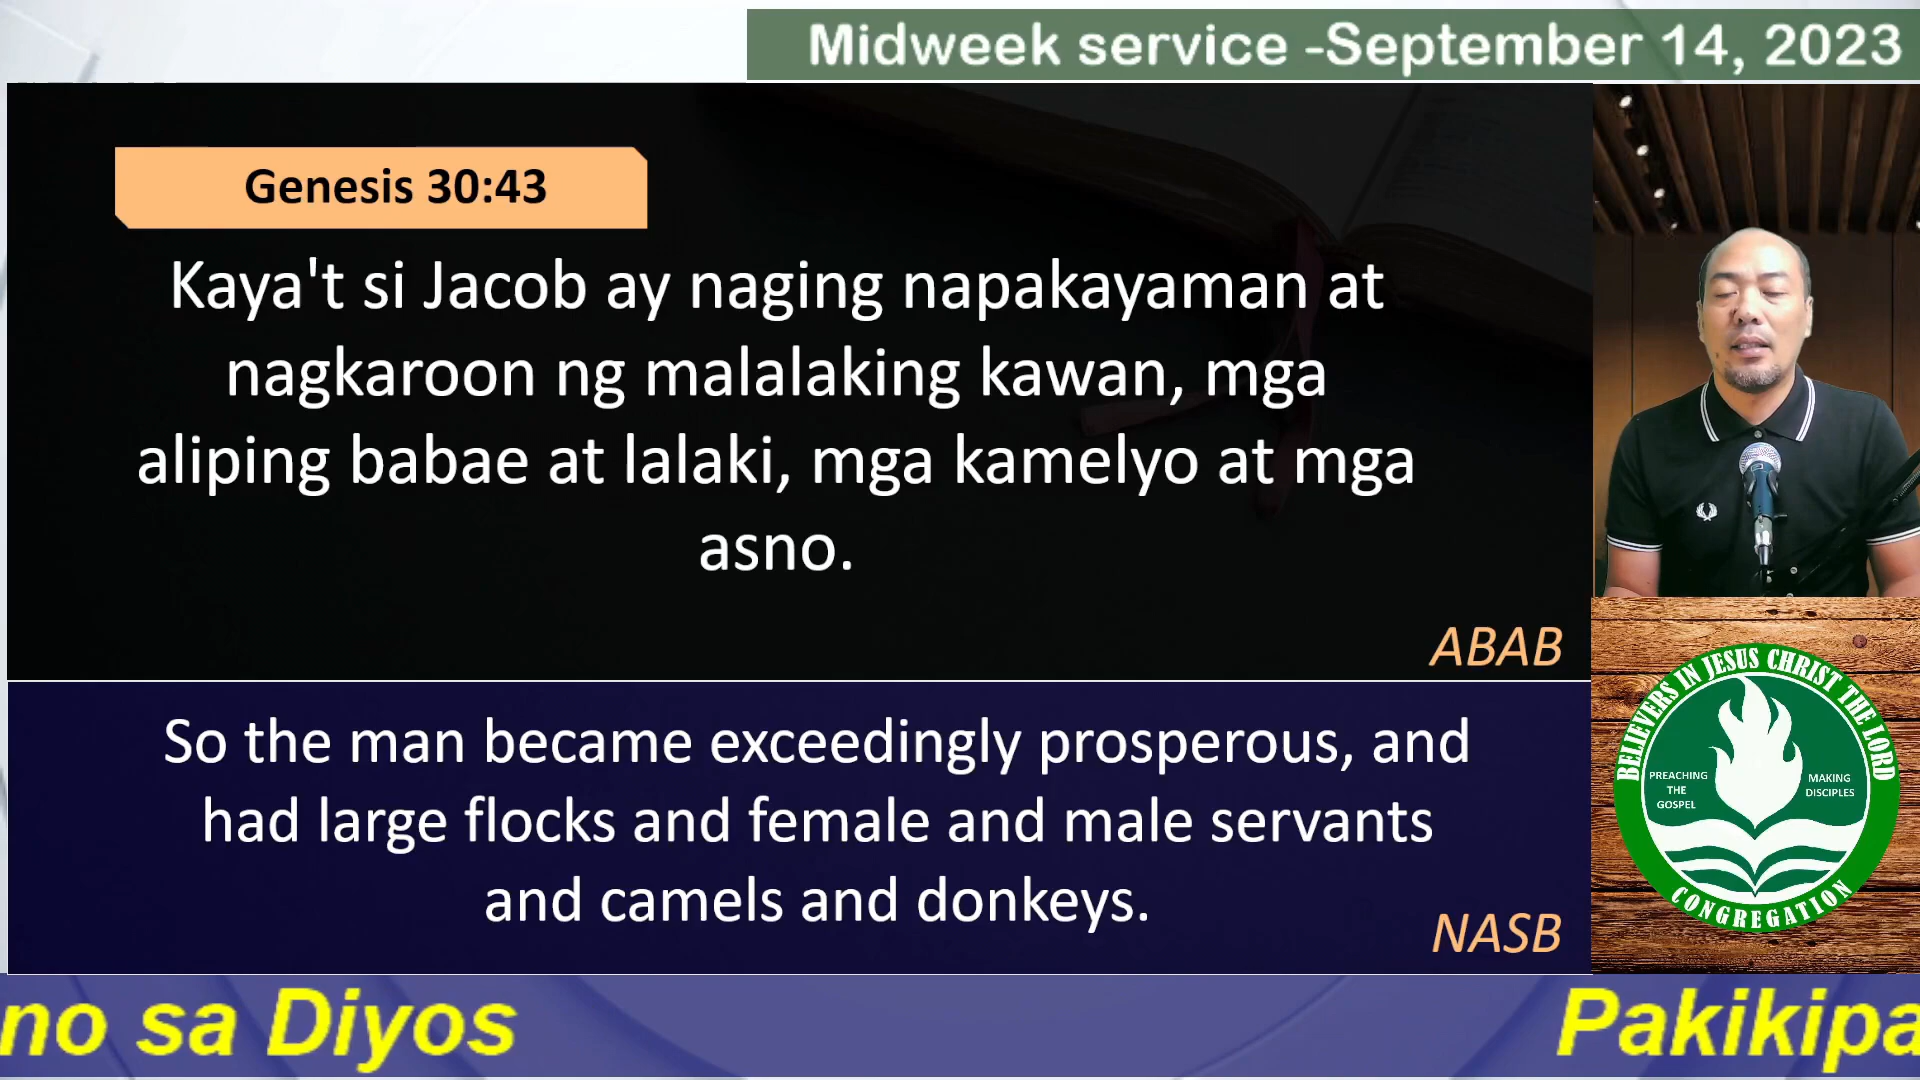 Midweek service -September 14, 2023
Genesis 30:43
Kaya't si Jacob ay naging napakayaman at
nagkaroon ng malalaking kawan, mga
aliping babae at lalaki, mga kamelyo at mga
asno.
ABAB
So the man became exceedingly prosperous, and
had large flocks and female and male servants
and camels and donkeys.
NASB
BELIEVERS IN JESUS CHRIST THE LORD
PREACHING
THE
GOSPEL
MAKING
DISCIPLES
CONGREGATION
no sa Diyos
Pakikipa